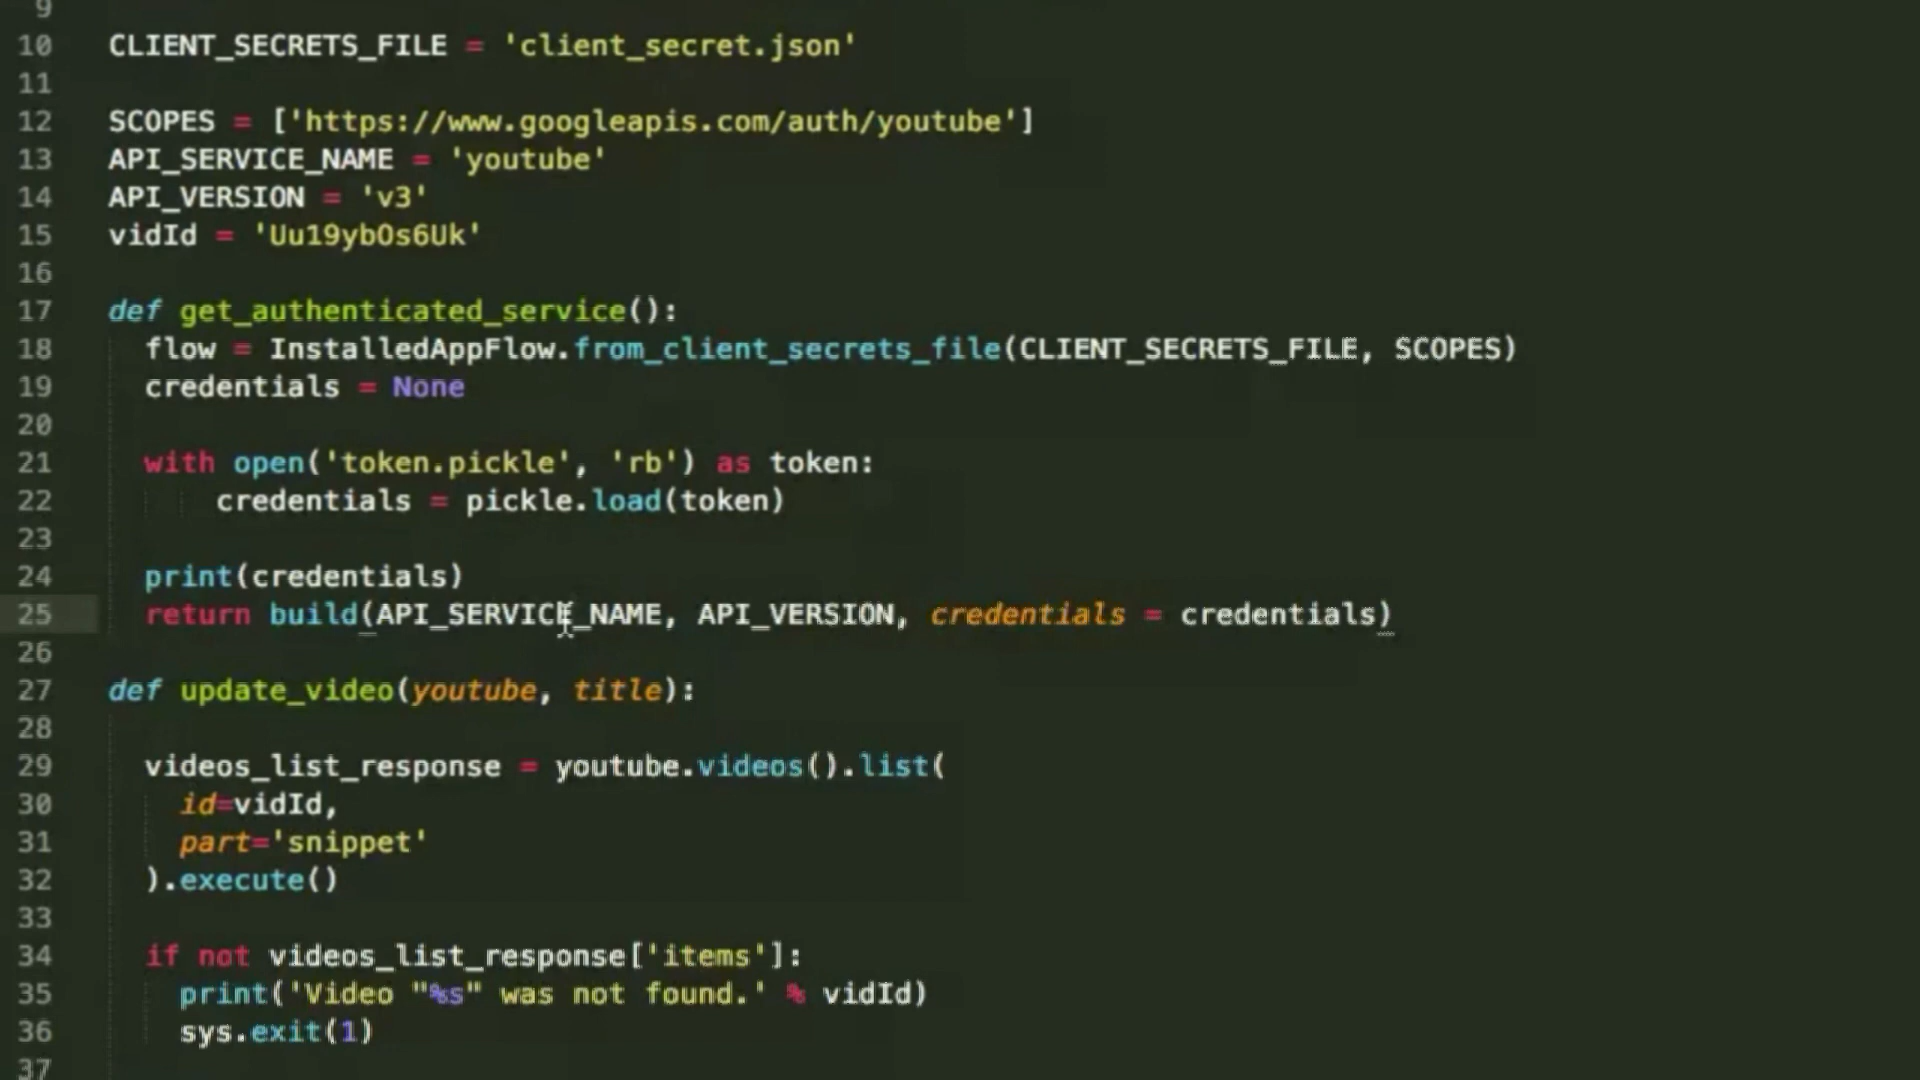 9
10 CLIENT_SECRETS_FILE = 'client_secret.json'
11
12 SCOPES = ['https://www.googleapis.com/auth/youtube']
13 API_SERVICE_NAME = 'youtube'
14 API_VERSION = 'v3'
15 vidId = 'Uu19ybOs6Uk'
16
17 def get_authenticated_service():
18 flow = InstalledAppFlow.from_client_secrets_file(CLIENT_SECRETS_FILE, SCOPES)
19 credentials = None
20
21 with open('token.pickle', 'rb') as token:
22 credentials = pickle.load(token)
23
24 print(credentials)
25 return build(API_SERVICE_NAME, API_VERSION, credentials = credentials)
26
27 def update_video(youtube, title):
28
29 videos_list_response = youtube.videos().list(
30 id=vidId,
31 part='snippet'
32 ).execute()
33
34 if not videos_list_response['items']:
35 print('Video "%s" was not found.' % vidId)
36 sys.exit(1)
37